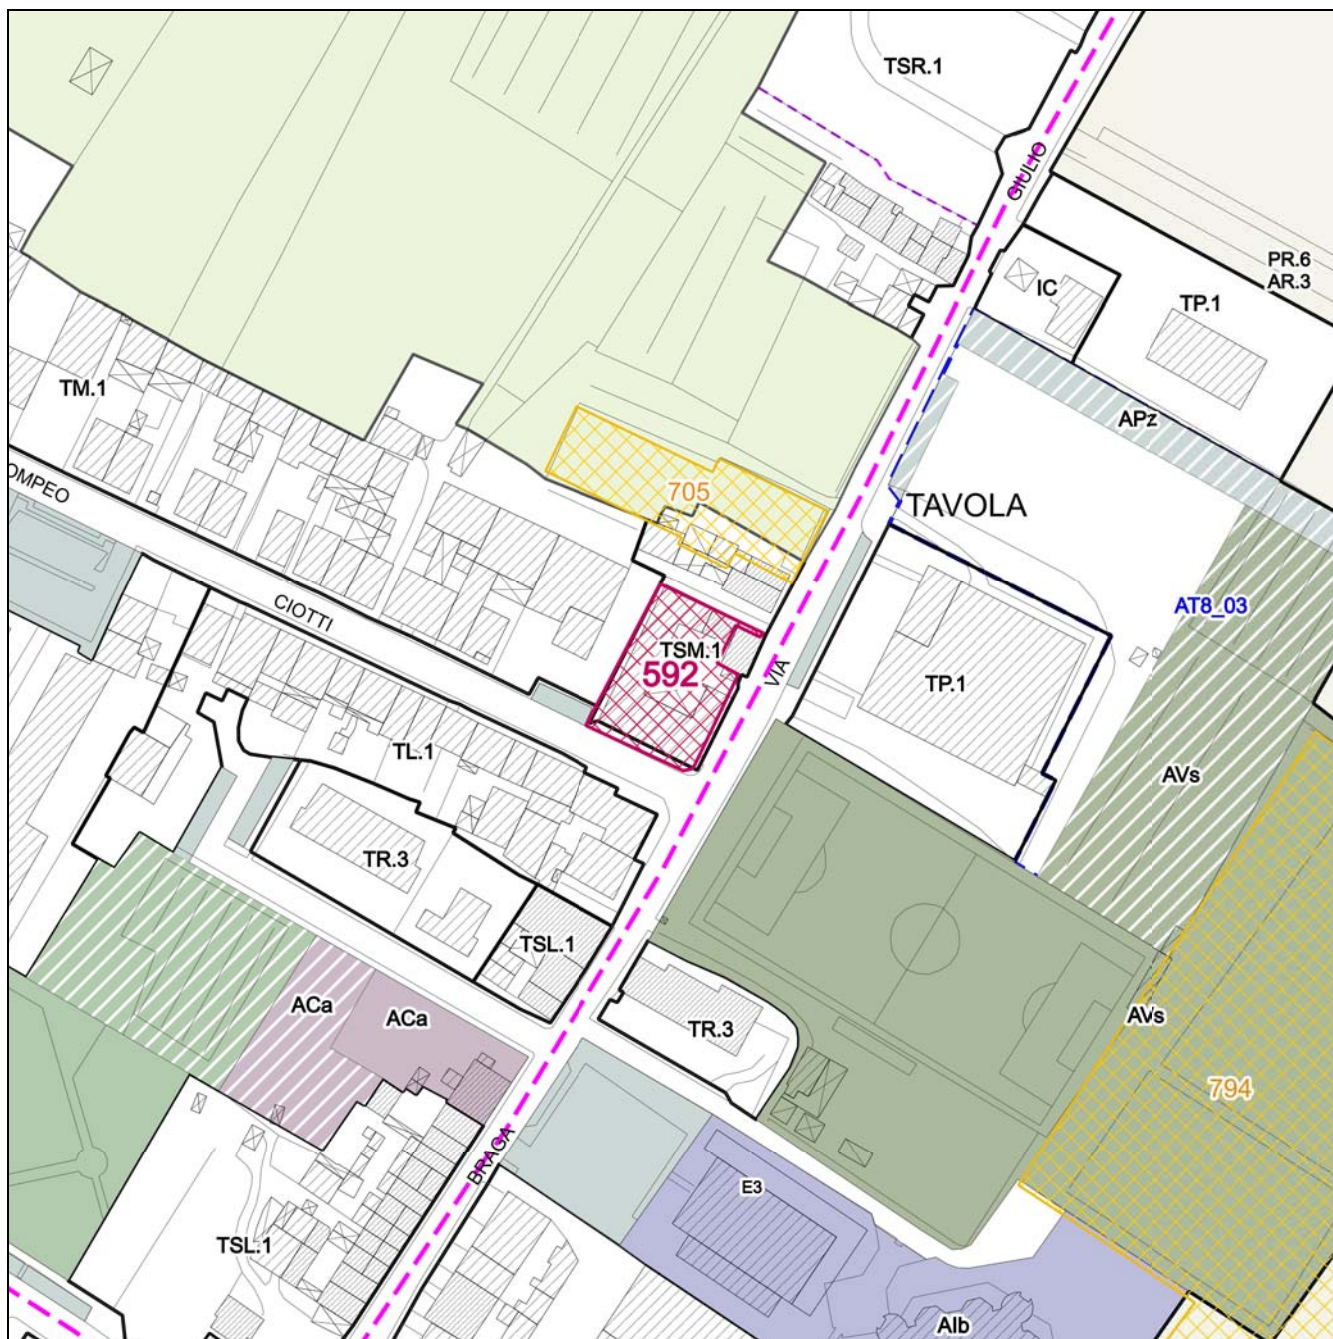 TSR.1
GIULIO
PR.6
AR.3
IC
TP.1
TM.1
APz
705
TAVOLA
OMPEO
CIOTTI
AT8_03
TSM.1
592
VIA
TP.1
TL.1
AVs
TR.3
TSL.1
ACa
ACa
TR.3
AVs
794
BRAGA
E3
TSL.1
AIb